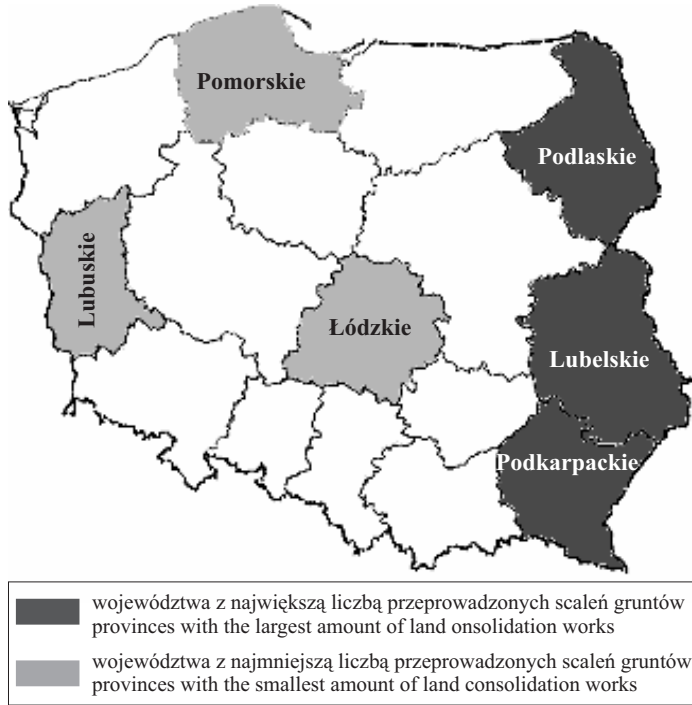 Pomorskie
Podlaskie
Lubuskie
Łódzkie
Lubelskie
Podkarpackie
województwa z największą liczbą przeprowadzonych scaleń gruntów
provinces with the largest amount of land onsolidation works
województwa z najmniejszą liczbą przeprowadzonych scaleń gruntów
provinces with the smallest amount of land consolidation works